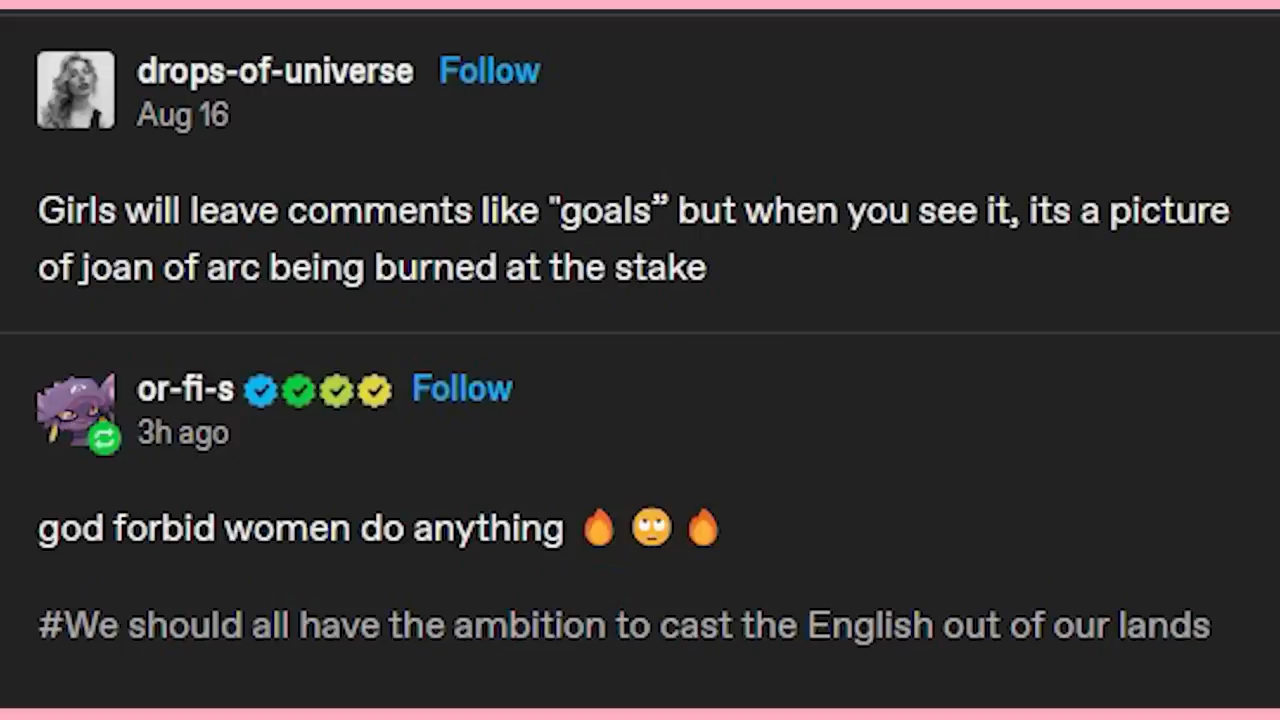 drops-of-universe Follow
Aug 16
Girls will leave comments like "goals” but when you see it, its a picture
of joan of arc being burned at the stake
or-fi-s Follow
3h ago
god forbid women do anything 🔥 🙄 🔥
#We should all have the ambition to cast the English out of our lands